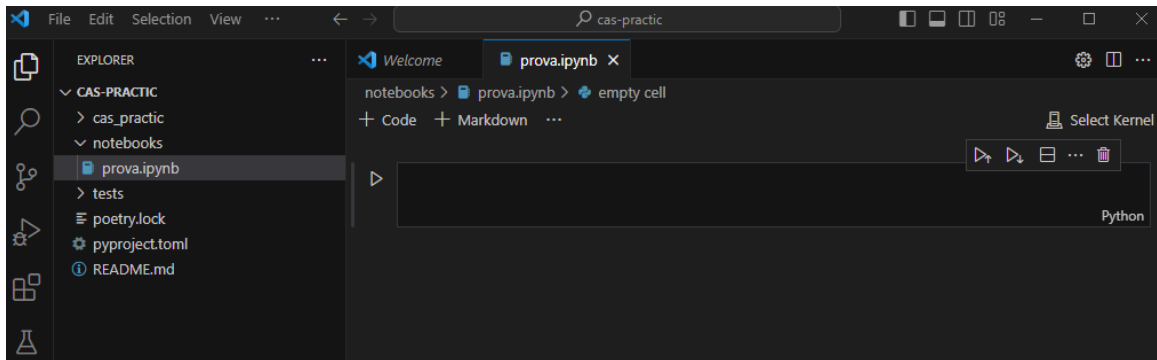 File Edit Selection View ··· cas-practic
EXPLORER ···
Welcome prova.ipynb ···
CAS-PRACTIC
notebooks > prova.ipynb > empty cell
cas_practic
+ Code + Markdown ··· Select Kernel
notebooks
prova.ipynb
tests
poetry.lock
Python
pyproject.toml
README.md